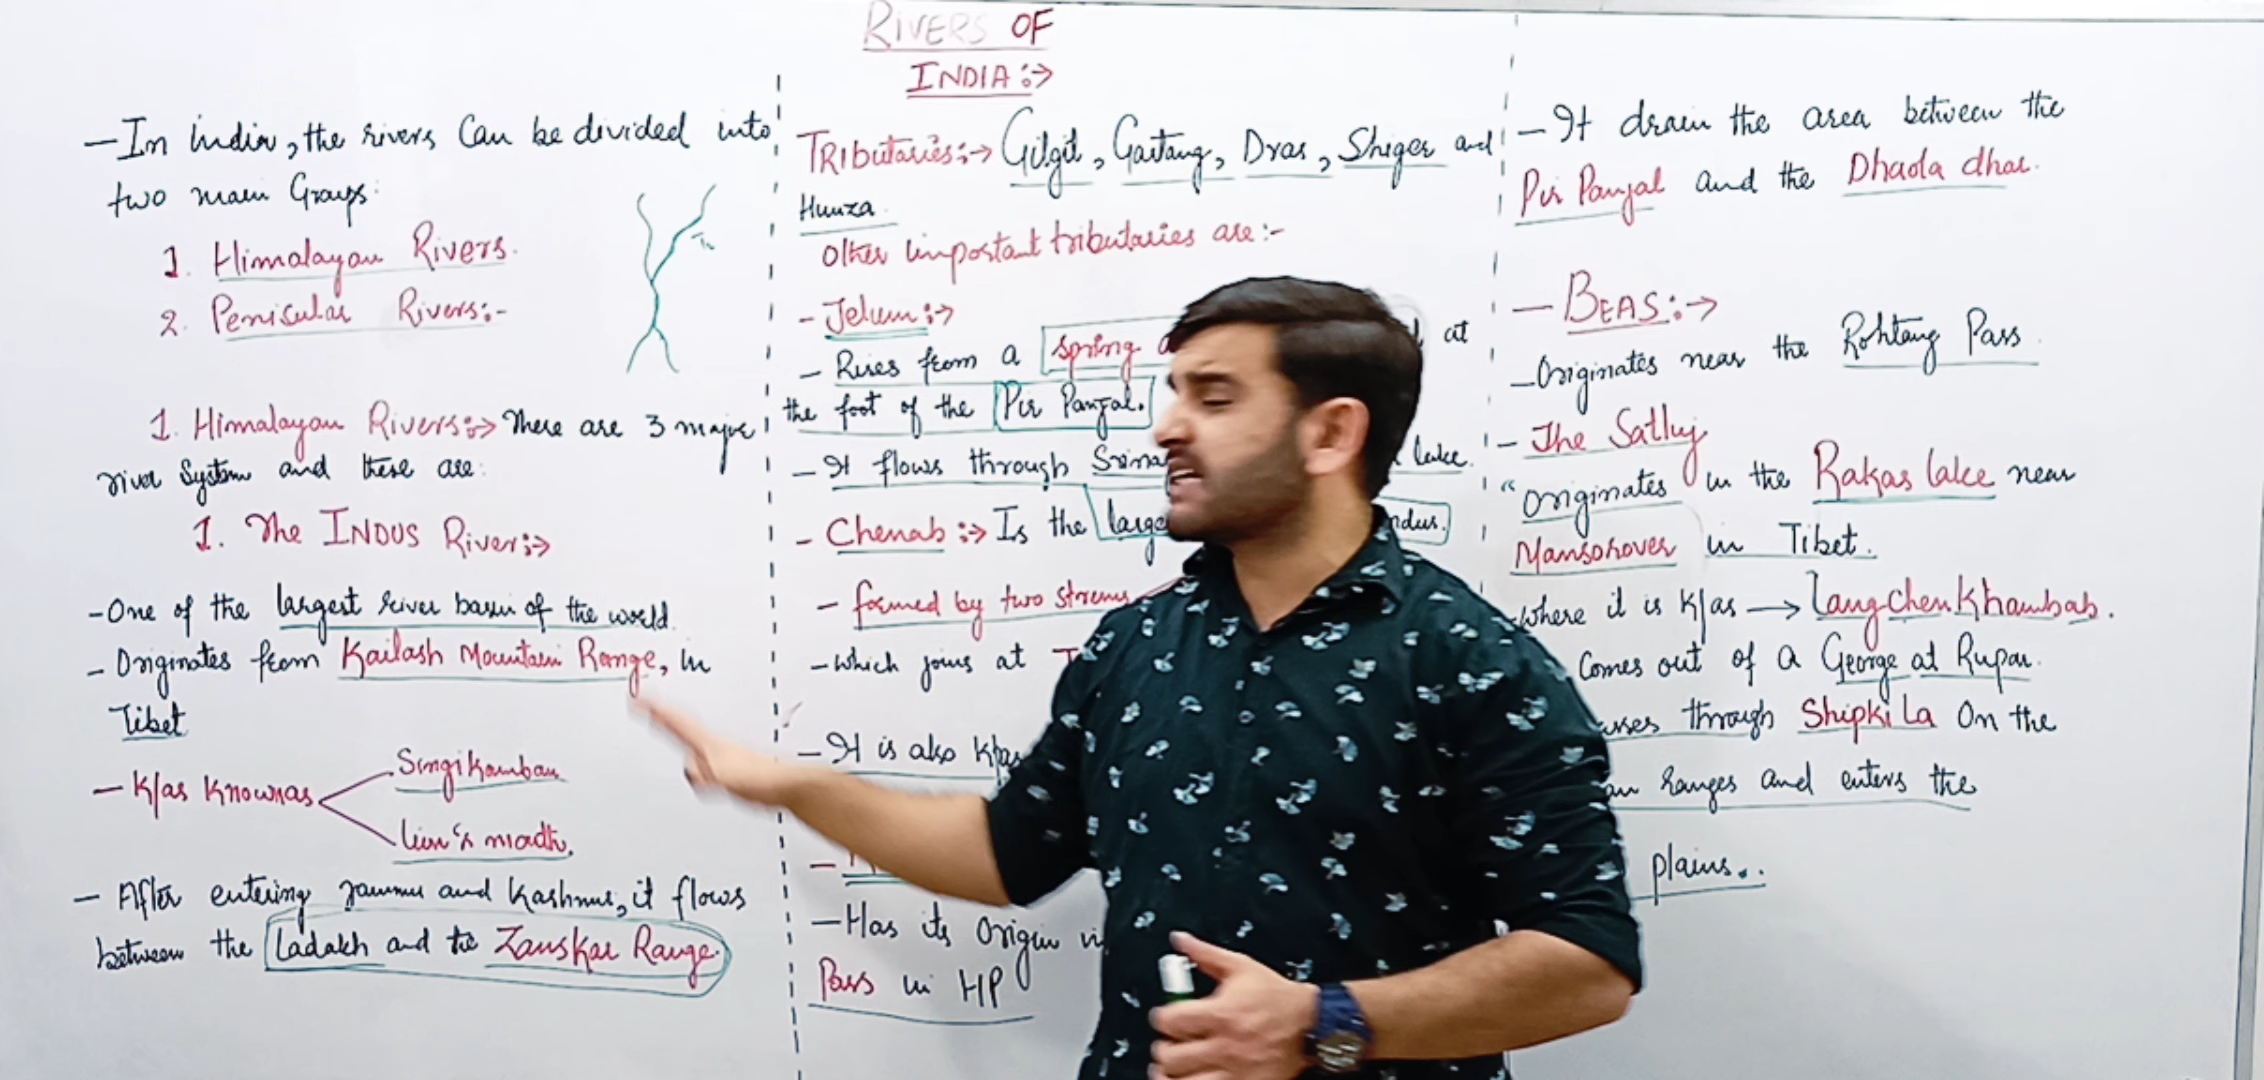 RIVERS OF
INDIA :→
– In india, the rivers Can be divided into
two main Groups:
1. Himalayan Rivers.
2. Penisular Rivers:-
1. Himalayan Rivers:→ There are 3 major
river System and these are:
1. The INDUS River:→
- One of the largest river basin of the world.
- Originates from Kailash Mountain Range, in
Tibet
– K/as Knownas
Singi Kamban
- After entering Jammu and Kashmir, it flows
between the Ladakh and the Zanskar Range.
TRibutaries:→ Gilgit, Gartang, Dras, Shiger and
Hunza.
Other important tributaries are:-
- Jelum :→
- Rises from a spring at
the foot of the Pir Panjal.
- It flows through lake.
- Chenab :→ Is the
- formed by two strems
- which joins at
- It is also K/as
- Has its Origin in
Pass in HP
- It drain the area between the
Pir Panjal and the Dhaola dhar.
– BEAS:→
- Originates near the Rohtang Pass.
- The Satluj
" Originates in the Rakas lake near
Mansorover in Tibet.
- where it is K/as → Langchen Khambab.
Comes out of a George at Rupar.
through Shipki La On the
Ranges and enters the
plains..